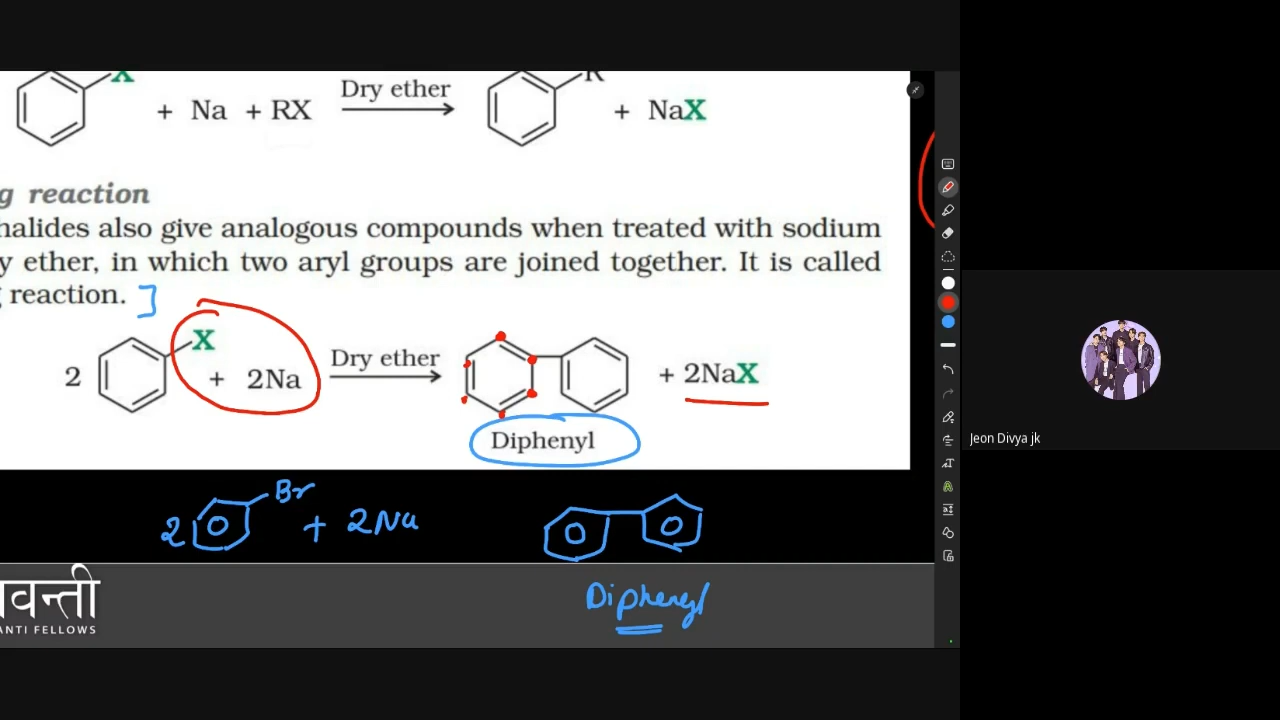 X
R
+ Na + RX Dry ether + NaX
g reaction
halides also give analogous compounds when treated with sodium
y ether, in which two aryl groups are joined together. It is called
reaction. ]
X
2 + 2Na Dry ether + 2NaX
Diphenyl
Br
2 + 2Na
Diphenyl
वन्ती
ANTI FELLOWS
Jeon Divya jk